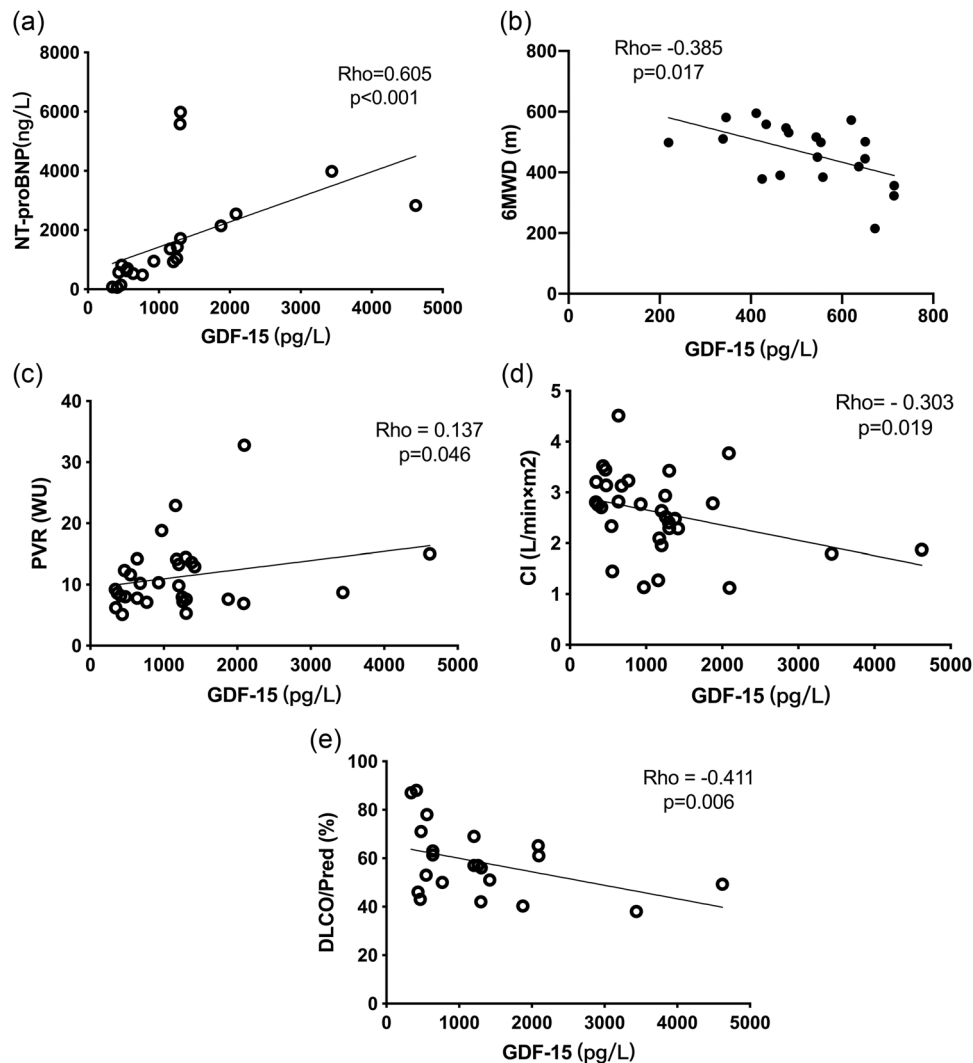 (a)
8000
6000
4000
2000
0
NT-proBNP(ng/L)
Rho=0.605
p<0.001
0
1000
2000
3000
4000
5000
GDF-15 (pg/L)
(b)
800
600
400
200
0
6MWD (m)
Rho= -0.385
p=0.017
0
200
400
600
800
GDF-15 (pg/L)
(c)
40
30
20
10
0
PVR (WU)
Rho = 0.137
p=0.046
0
1000
2000
3000
4000
5000
GDF-15 (pg/L)
(d)
5
4
3
2
1
0
CI (L/min×m2)
Rho= - 0.303
p=0.019
0
1000
2000
3000
4000
5000
GDF-15 (pg/L)
(e)
100
80
60
40
20
0
DLCO/Pred (%)
Rho = -0.411
p=0.006
0
1000
2000
3000
4000
5000
GDF-15 (pg/L)